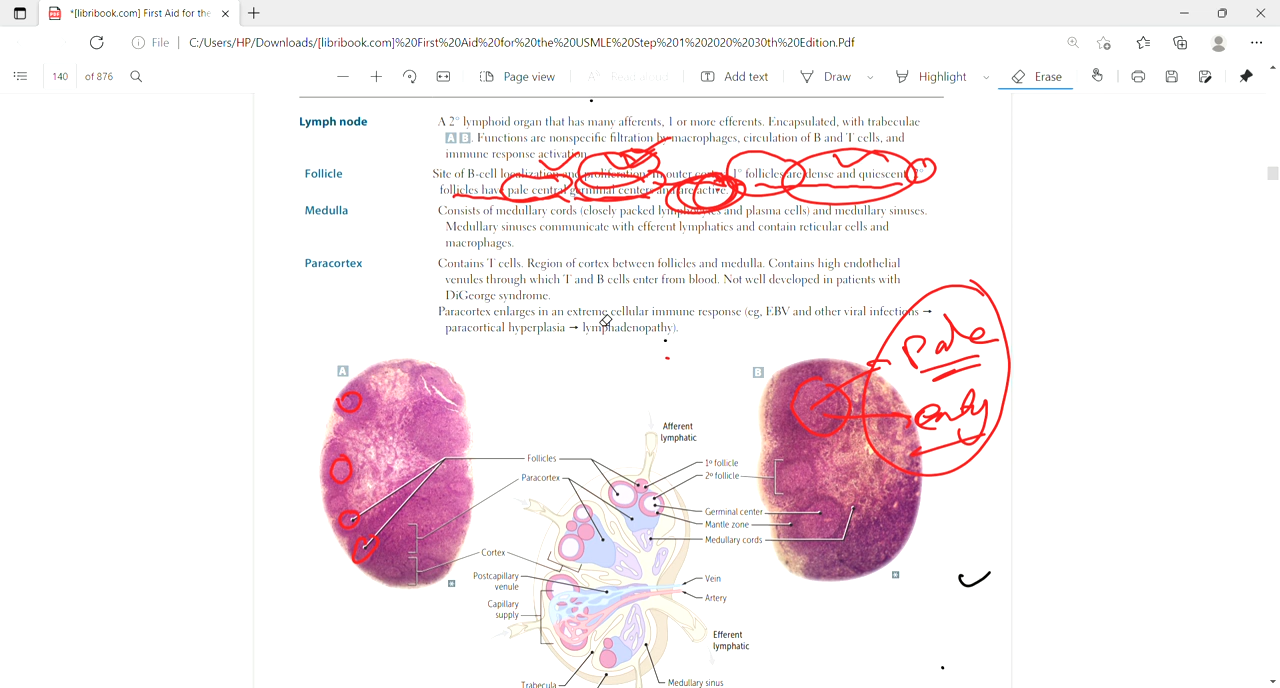 *[libribook.com] First Aid for the
File
C:/Users/HP/Downloads/[libribook.com]%20First%20Aid%20for%20the%20USMLE%20Step%201%202020%2030th%20Edition.Pdf
140 of 876
Page view
Read aloud
Add text
Draw
Highlight
Erase
Lymph node
A 2° lymphoid organ that has many afferents, 1 or more efferents. Encapsulated, with trabeculae
A B. Functions are nonspecific filtration by macrophages, circulation of B and T cells, and
immune response activation.
Follicle
Site of B-cell localization and proliferation in outer cortex. 1° follicles are dense and quiescent. 2°
follicles have pale central germinal centers and are active.
Medulla
Consists of medullary cords (closely packed lymphocytes and plasma cells) and medullary sinuses.
Medullary sinuses communicate with efferent lymphatics and contain reticular cells and
macrophages.
Paracortex
Contains T cells. Region of cortex between follicles and medulla. Contains high endothelial
venules through which T and B cells enter from blood. Not well developed in patients with
DiGeorge syndrome.
Paracortex enlarges in an extreme cellular immune response (eg, EBV and other viral infections →
paracortical hyperplasia → lymphadenopathy).
Pale
A
B
Afferent
lymphatic
Follicles
Paracortex
1° follicle
2° follicle
Germinal center
Mantle zone
Medullary cords
Cortex
Postcapillary
venule
Capillary
supply
Vein
Artery
Efferent
lymphatic
Trabecula
Medullary sinus